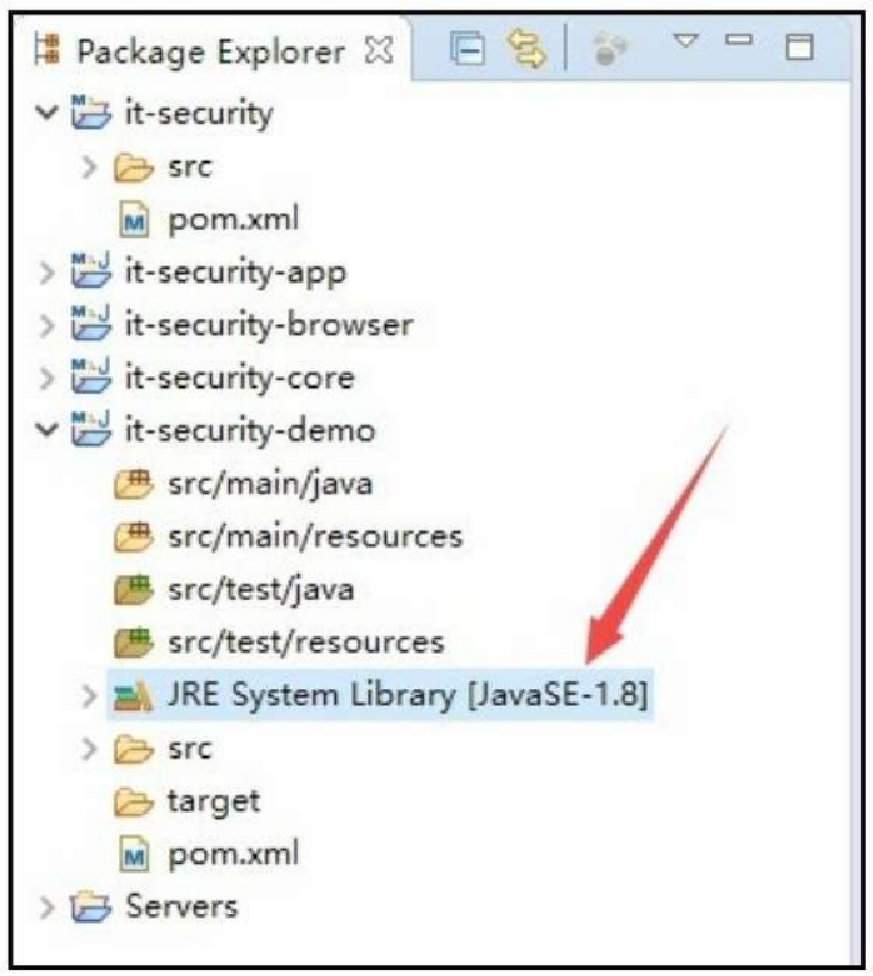 Package Explorer
it-security
src
pom.xml
it-security-app
it-security-browser
it-security-core
it-security-demo
src/main/java
src/main/resources
src/test/java
src/test/resources
JRE System Library [JavaSE-1.8]
src
target
pom.xml
Servers